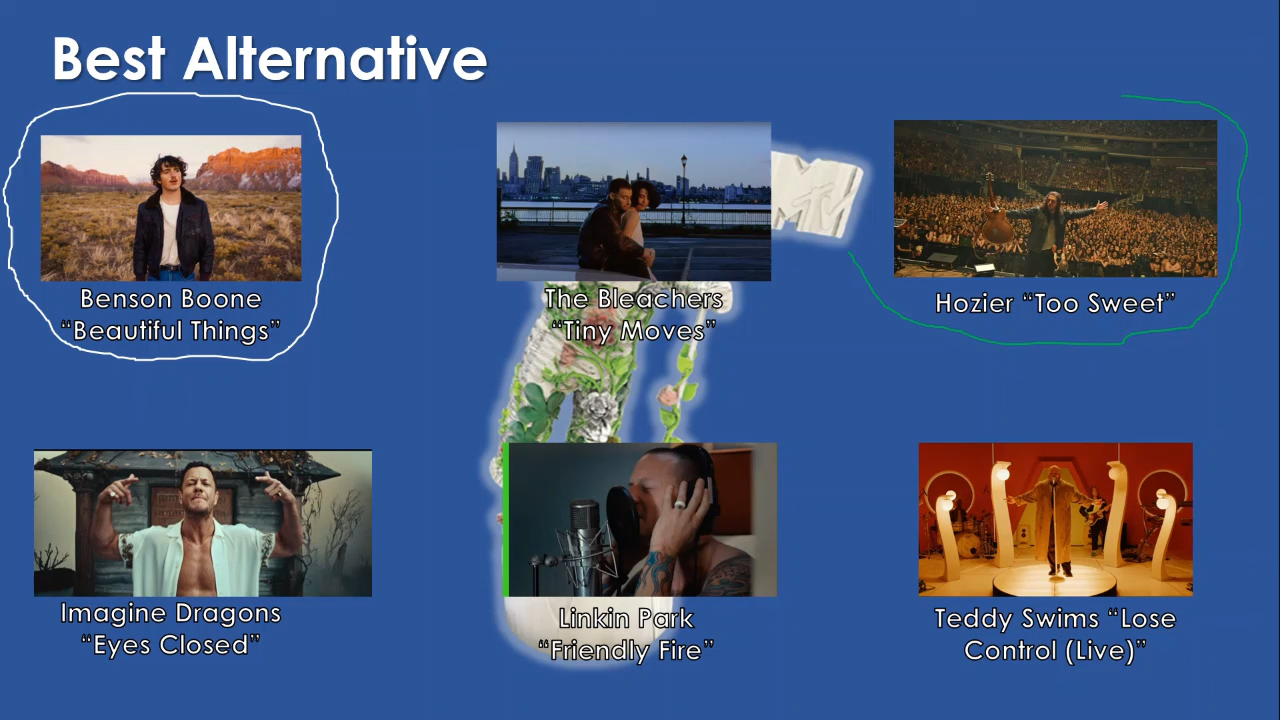 Best Alternative
Benson Boone
“Beautiful Things”
The Bleachers
“Tiny Moves”
MTV
Hozier “Too Sweet”
Imagine Dragons
“Eyes Closed”
Linkin Park
“Friendly Fire”
Teddy Swims “Lose
Control (Live)”